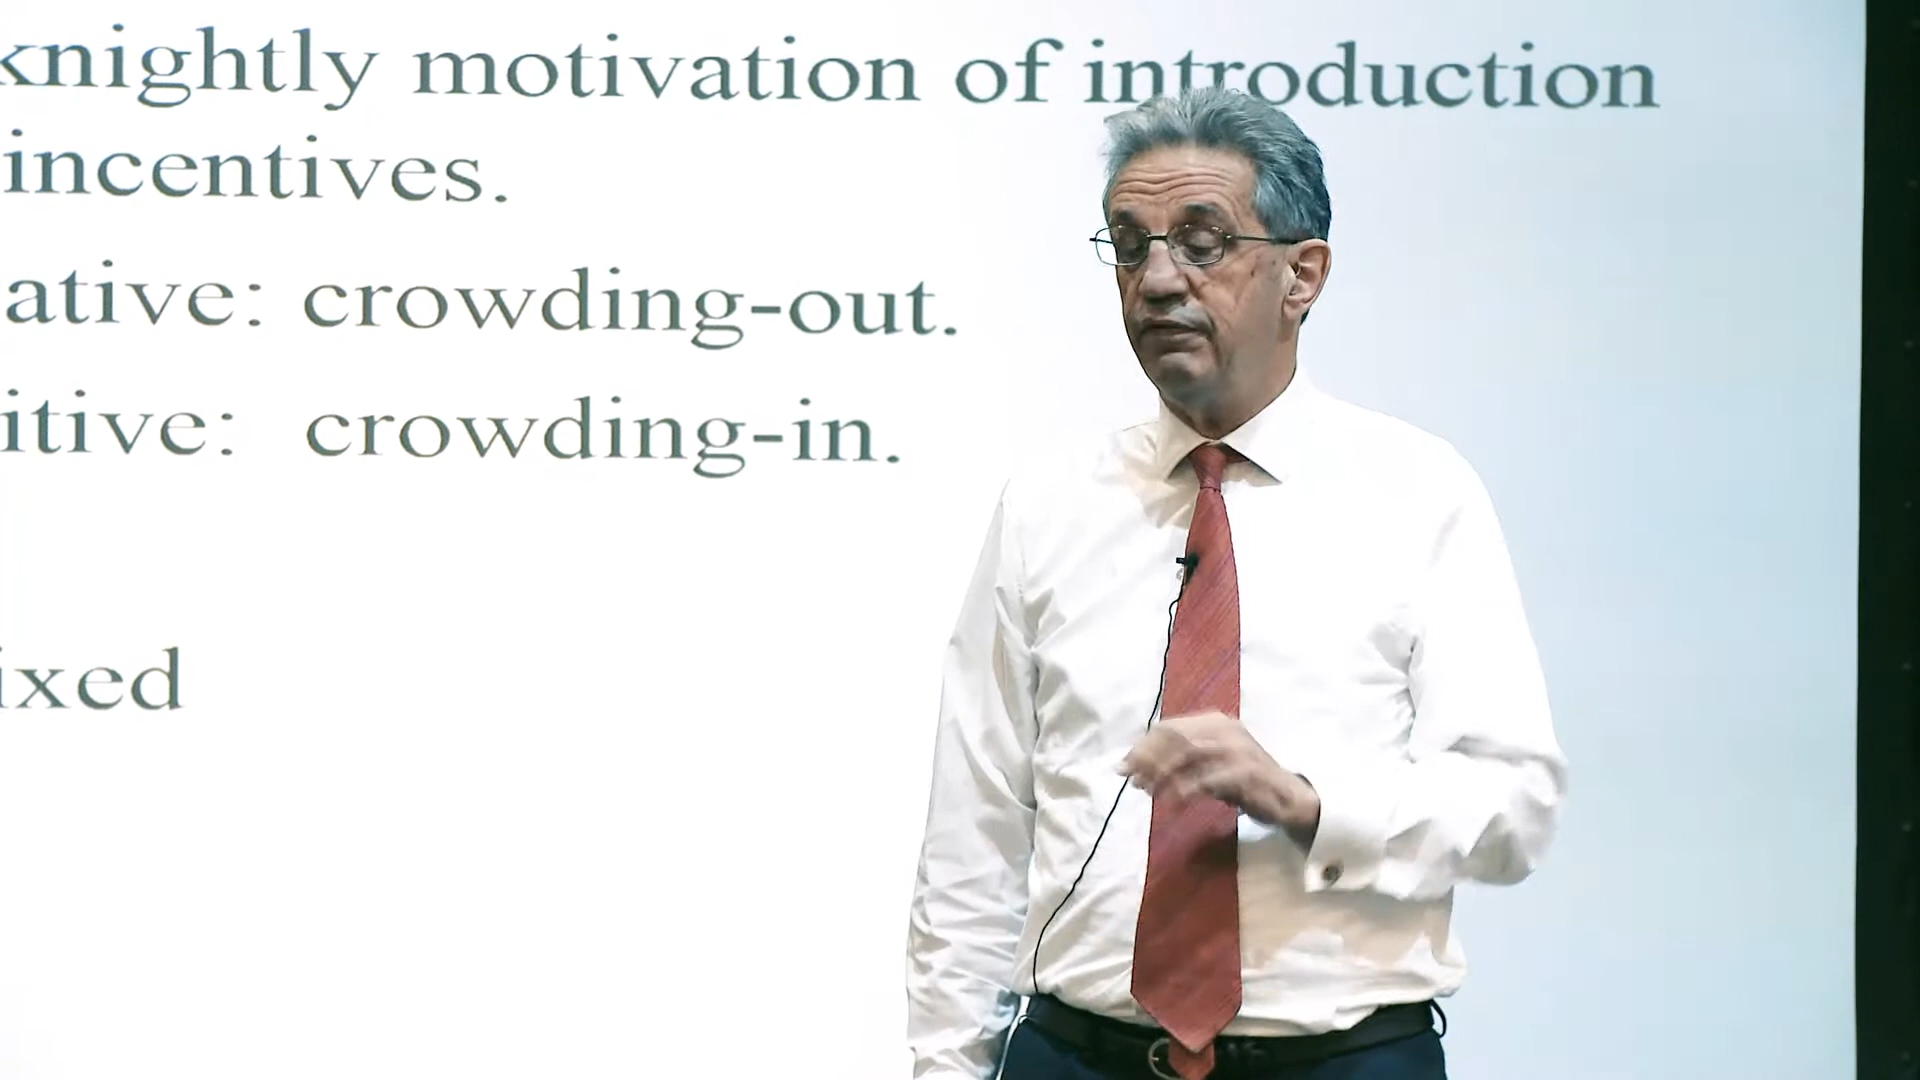 knightly motivation of introduction
incentives.
ative: crowding-out.
itive: crowding-in.
ixed